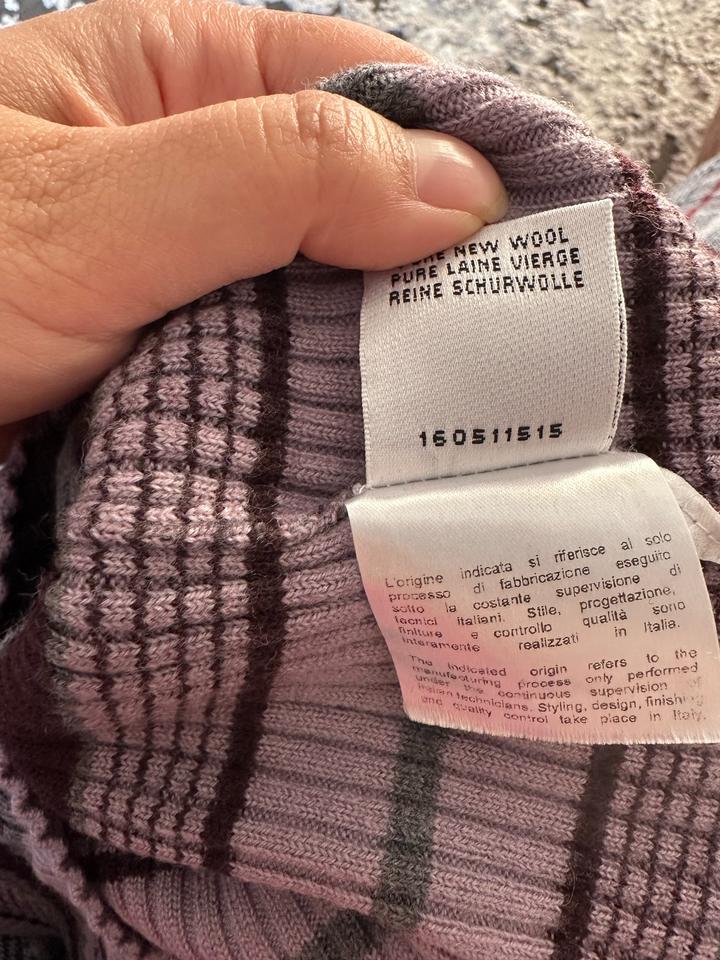 NEW WOOL
PURE LAINE VIERGE
REINE SCHURWOLLE
160511515
L'origine indicata si riferisce al solo
processo di fabbricazione eseguito
sotto la costante supervisione di
tecnici italiani. Stile, progettazione,
finiture e controllo qualità sono
interamente realizzati in Italia.
The indicated origin refers to the
manufacturing process only performed
under the continuous supervision of
italian technicians. Styling, design, finishing
and quality control take place in Italy.